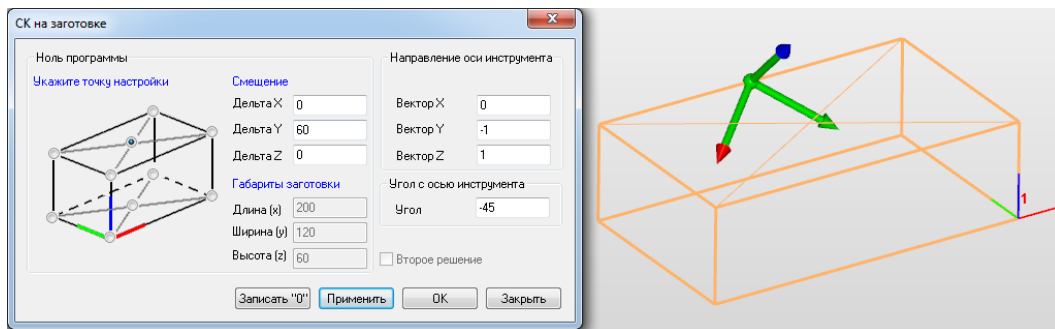 СК на заготовке
Ноль программы
Укажите точку настройки
Смещение
Дельта X 0
Дельта Y 60
Дельта Z 0
Габариты заготовки
Длина (x) 200
Ширина (y) 120
Высота (z) 60
Направление оси инструмента
Вектор X 0
Вектор Y -1
Вектор Z 1
Угол с осью инструмента
Угол -45
Второе решение
Записать "0" Применить OK Закрыть
1